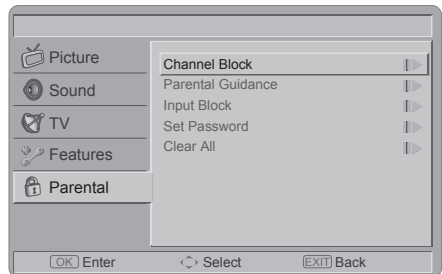 Picture
Sound
TV
Features
Parental
Channel Block
Parental Guidance
Input Block
Set Password
Clear All
OK Enter
Select
EXIT Back